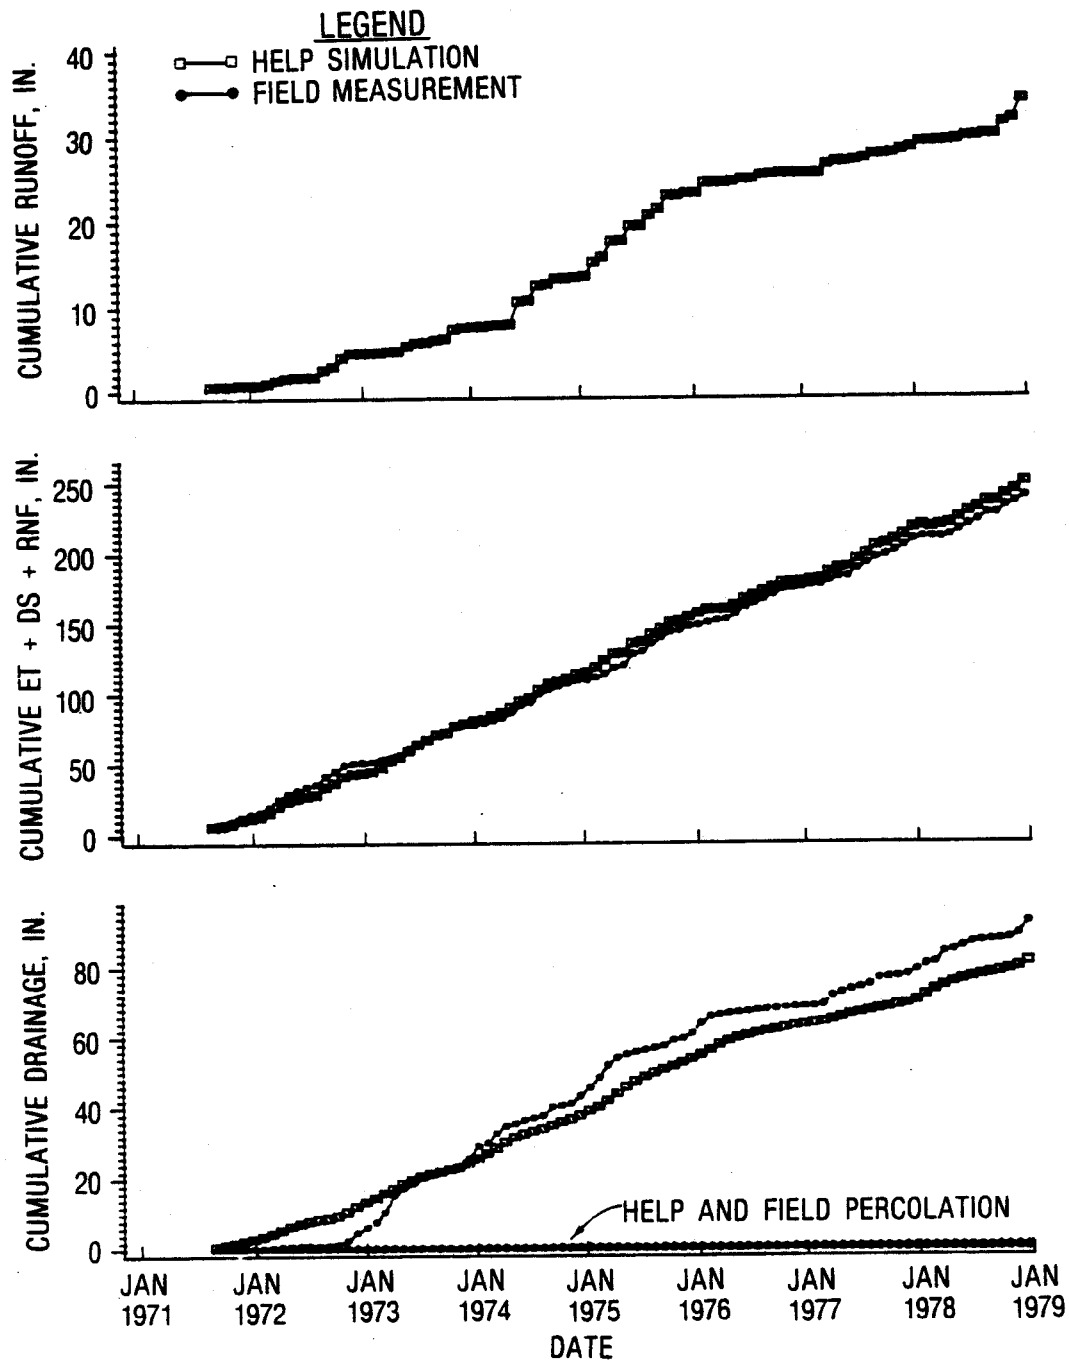 LEGEND
HELP SIMULATION
FIELD MEASUREMENT
CUMULATIVE RUNOFF, IN.
40
30
20
10
0
CUMULATIVE ET + DS + RNF, IN.
250
200
150
100
50
0
CUMULATIVE DRAINAGE, IN.
80
60
40
20
0
HELP AND FIELD PERCOLATION
JAN JAN JAN JAN JAN JAN JAN JAN JAN
1971 1972 1973 1974 1975 1976 1977 1978 1979
DATE